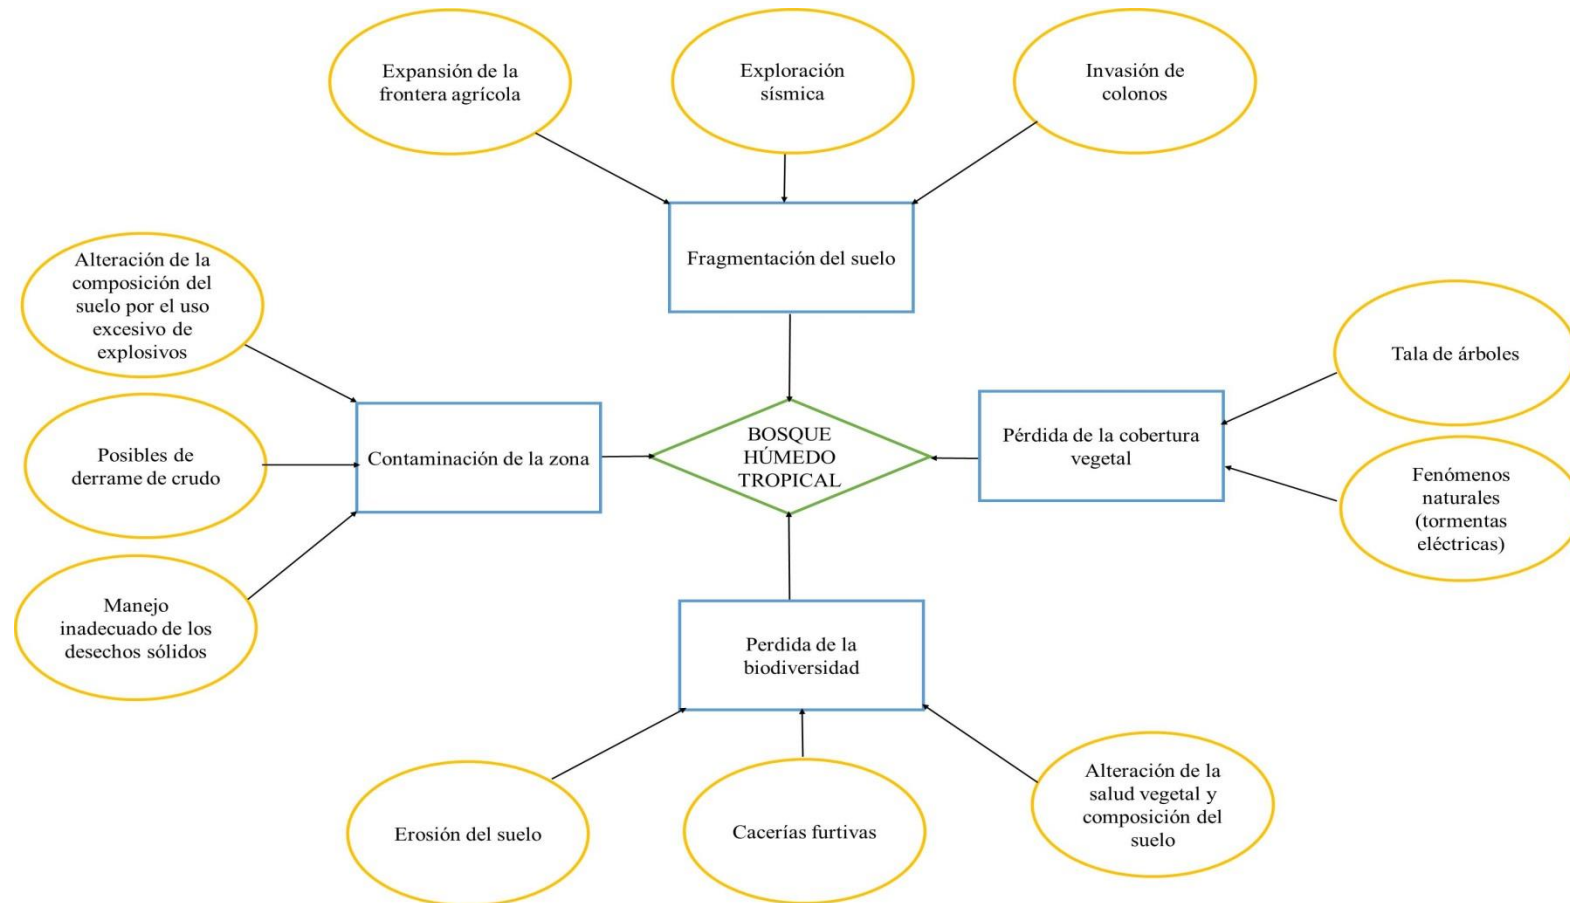 Expansión de la
frontera agrícola
Exploración
sísmica
Invasión de
colonos
Fragmentación del suelo
Alteración de la
composición del
suelo por el uso
excesivo de
explosivos
Posibles de
derrame de crudo
Manejo
inadecuado de los
desechos sólidos
Contaminación de la zona
BOSQUE
HÚMEDO
TROPICAL
Pérdida de la cobertura
vegetal
Tala de árboles
Fenómenos
naturales
(tormentas
eléctricas)
Perdida de la
biodiversidad
Erosión del suelo
Cacerías furtivas
Alteración de la
salud vegetal y
composición del
suelo